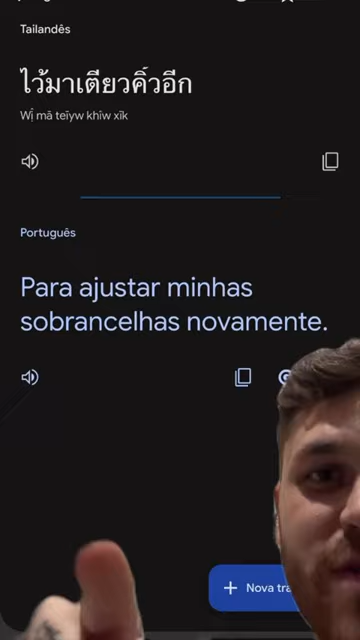 Tailandês
ไว้มาเตียวคิ้วอีก
Wị̂ mā teīyw khîw xīk
Português
Para ajustar minhas
sobrancelhas novamente.
Nova tra